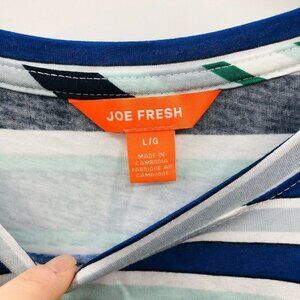 JOE FRESH
L/G
MADE IN
CAMBODIA
FABRIQUÉ AU
CAMBODGE